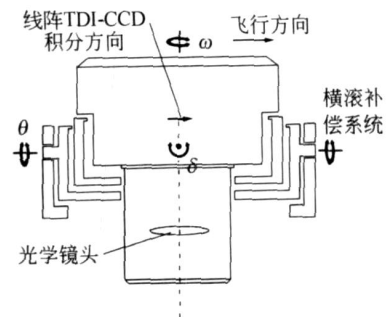 线阵TDI-CCD
积分方向
ω
飞行方向
θ
横滚补
偿系统
δ
光学镜头